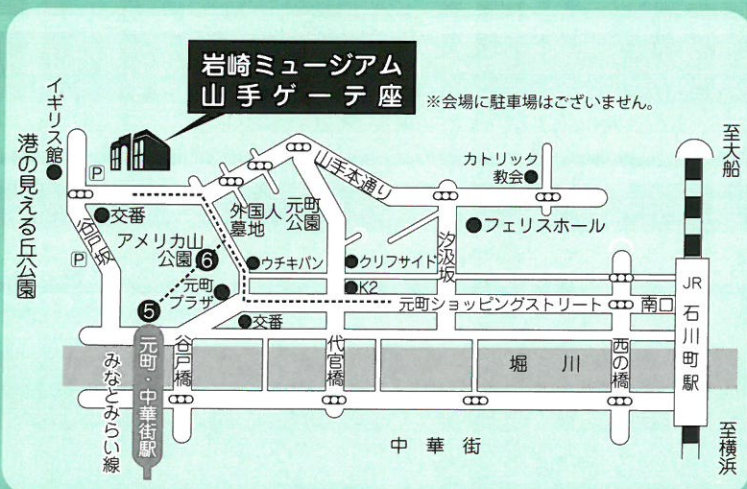 岩崎ミュージアム
山手ゲーテ座
※会場に駐車場はございません。
イギリス館
港の見える丘公園
P
交番
谷戸坂
P
アメリカ山
公園
6
5
元町
プラザ
外国人
墓地
元町
公園
山手本通り
カトリック
教会
フェリスホール
汐汲坂
ウチキパン
クリフサイド
K2
元町ショッピングストリート
南口
交番
至大船
JR
石川町駅
至横浜
元町・中華街駅
みなとみらい線
谷戸橋
代官橋
堀川
西の橋
中華街